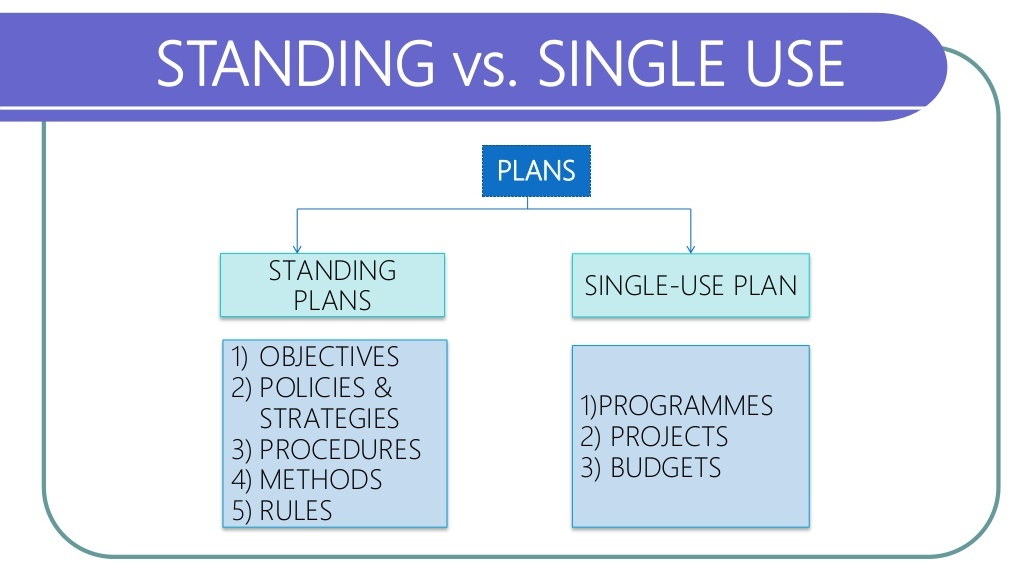 STANDING vs. SINGLE USE
PLANS
STANDING
PLANS
1) OBJECTIVES
2) POLICIES &
STRATEGIES
3) PROCEDURES
4) METHODS
5) RULES
SINGLE-USE PLAN
1)PROGRAMMES
2) PROJECTS
3) BUDGETS